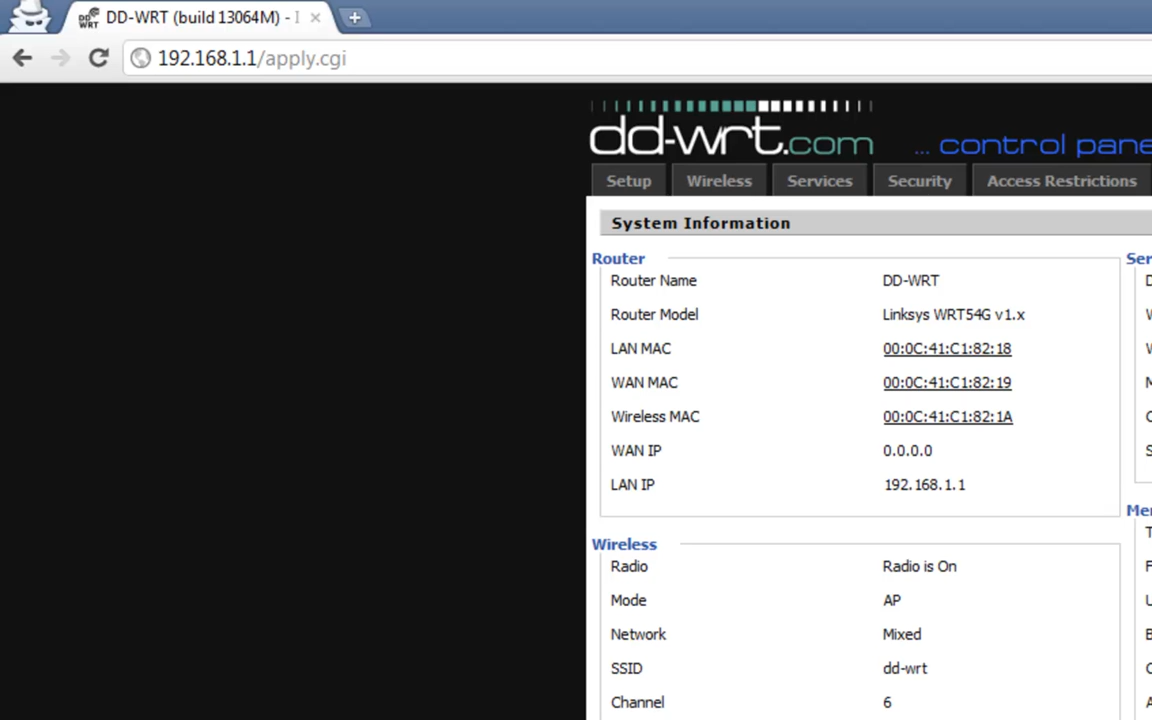 DD-WRT (build 13064M) -
192.168.1.1/apply.cgi
dd-wrt.com ... control pane
Setup Wireless Services Security Access Restrictions
System Information
Router Ser
Router Name DD-WRT
Router Model Linksys WRT54G v1.x
LAN MAC 00:0C:41:C1:82:18
WAN MAC 00:0C:41:C1:82:19
Wireless MAC 00:0C:41:C1:82:1A
WAN IP 0.0.0.0
LAN IP 192.168.1.1
Wireless
Radio Radio is On
Mode AP
Network Mixed
SSID dd-wrt
Channel 6